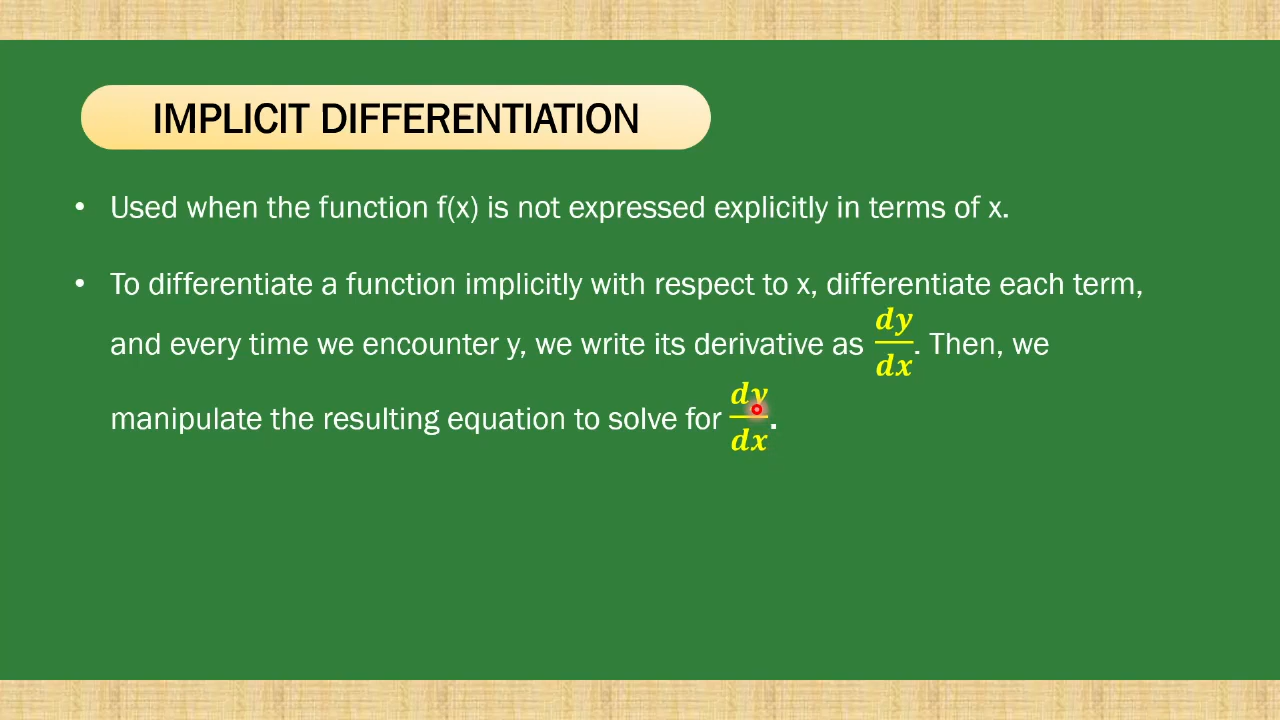 IMPLICIT DIFFERENTIATION
• Used when the function f(x) is not expressed explicitly in terms of x.
• To differentiate a function implicitly with respect to x, differentiate each term,
and every time we encounter y, we write its derivative as dy/dx. Then, we
manipulate the resulting equation to solve for dy/dx.